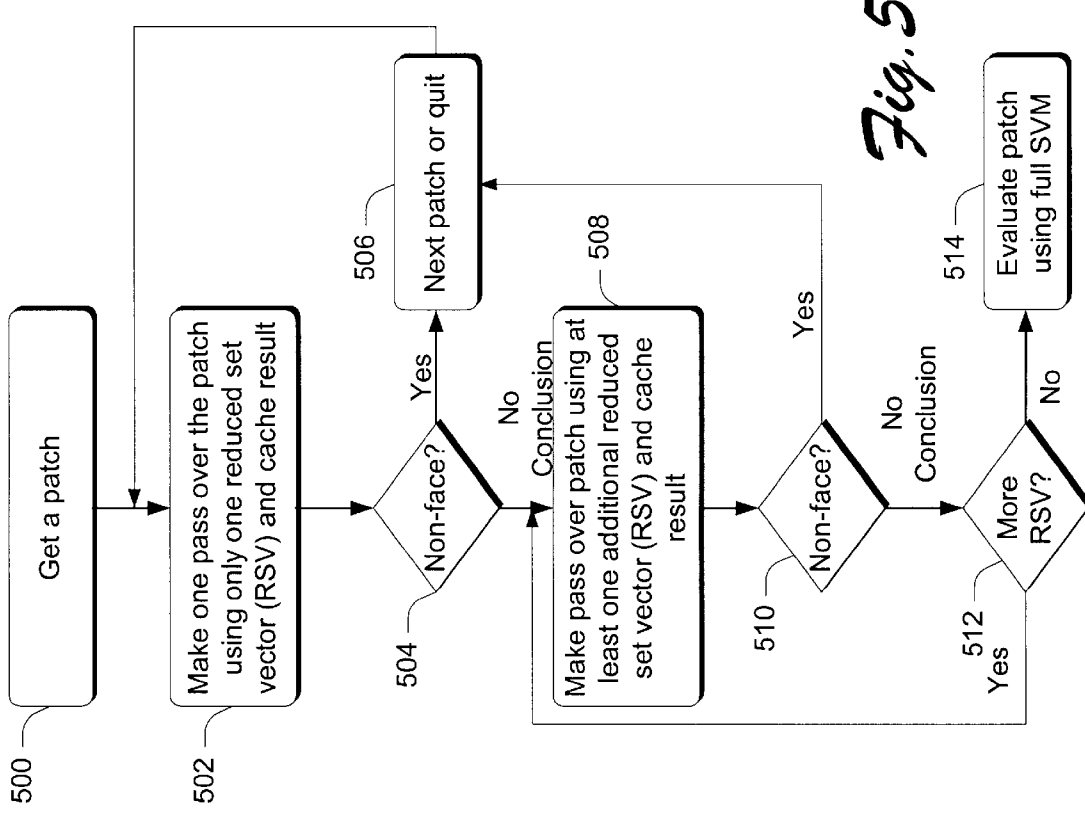 500
Get a patch
502
Make one pass over the patch
using only one reduced set
vector (RSV) and cache result
504
Non-face?
Yes
506
Next patch or quit
No
Conclusion
508
Make pass over patch using at
least one additional reduced
set vector (RSV) and cache
result
510
Non-face?
Yes
No
Conclusion
512
More
RSV?
Yes
No
514
Evaluate patch
using full SVM
Fig. 5